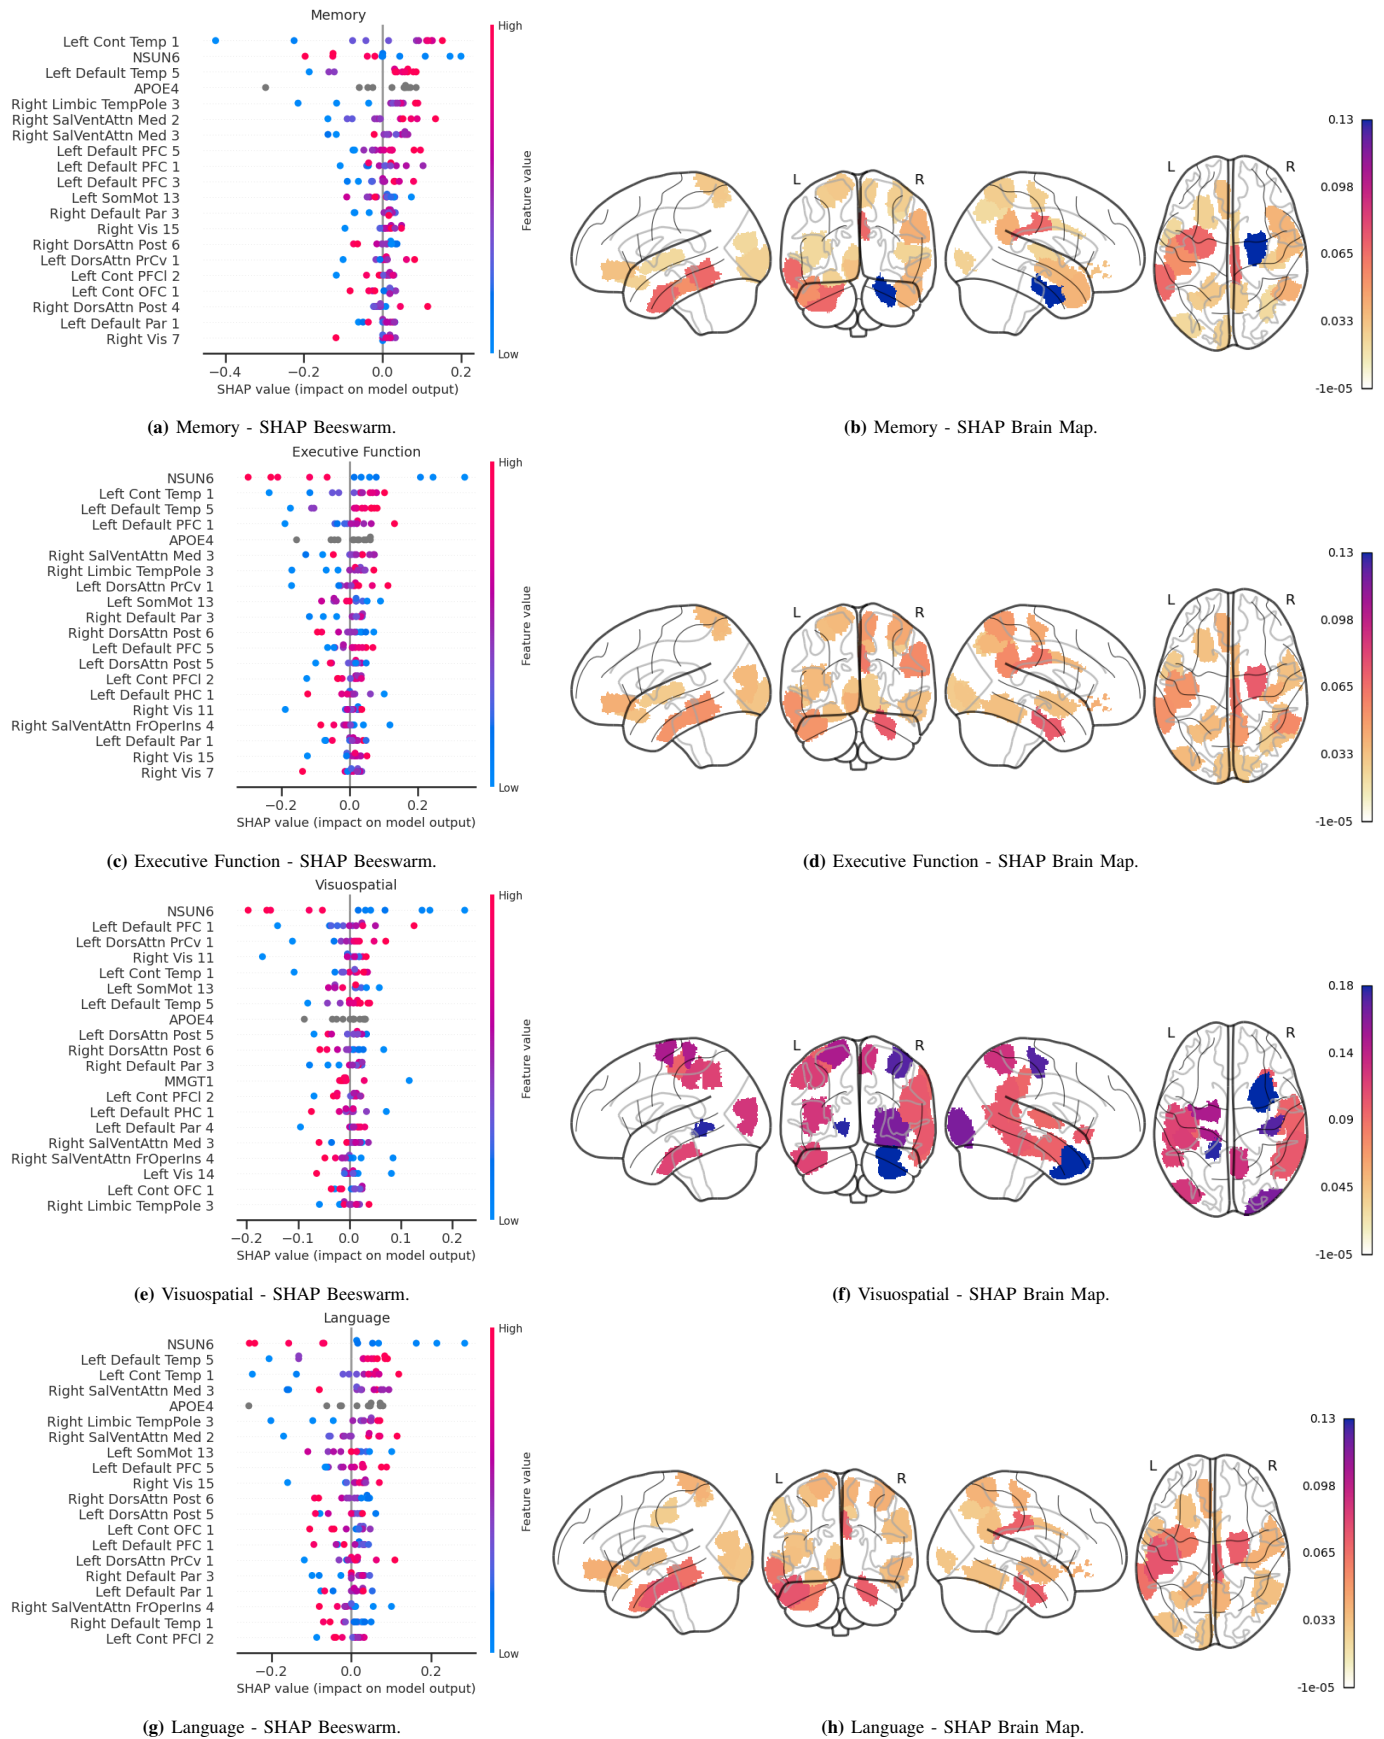 Memory
Left Cont Temp 1
NSUN6
Left Default Temp 5
APOE4
Right Limbic TempPole 3
Right SalVentAttn Med 2
Right SalVentAttn Med 3
Left Default PFC 5
Left Default PFC 1
Left Default PFC 3
Left SomMot 13
Right Default Par 3
Right Vis 15
Right DorsAttn Post 6
Left DorsAttn PrCv 1
Left Cont PFCl 2
Left Cont OFC 1
Right DorsAttn Post 4
Left Default Par 1
Right Vis 7
−0.4 −0.2 0.0 0.2
SHAP value (impact on model output)
High
Feature value
Low
L R L R
0.13
0.098
0.065
0.033
-1e-05
(a) Memory - SHAP Beeswarm.
(b) Memory - SHAP Brain Map.
Executive Function
NSUN6
Left Cont Temp 1
Left Default Temp 5
Left Default PFC 1
APOE4
Right SalVentAttn Med 3
Right Limbic TempPole 3
Left DorsAttn PrCv 1
Left SomMot 13
Right Default Par 3
Right DorsAttn Post 6
Left Default PFC 5
Left DorsAttn Post 5
Left Cont PFCl 2
Left Default PHC 1
Right Vis 11
Right SalVentAttn FrOperIns 4
Left Default Par 1
Right Vis 15
Right Vis 7
−0.2 0.0 0.2
SHAP value (impact on model output)
High
Feature value
Low
L R L R
0.13
0.098
0.065
0.033
-1e-05
(c) Executive Function - SHAP Beeswarm.
(d) Executive Function - SHAP Brain Map.
Visuospatial
NSUN6
Left Default PFC 1
Left DorsAttn PrCv 1
Right Vis 11
Left Cont Temp 1
Left SomMot 13
Left Default Temp 5
APOE4
Left DorsAttn Post 5
Right DorsAttn Post 6
Right Default Par 3
MMGT1
Left Cont PFCl 2
Left Default PHC 1
Left Default Par 4
Right SalVentAttn Med 3
Right SalVentAttn FrOperIns 4
Left Vis 14
Left Cont OFC 1
Right Limbic TempPole 3
−0.2 −0.1 0.0 0.1 0.2
SHAP value (impact on model output)
High
Feature value
Low
L R L R
0.18
0.14
0.09
0.045
-1e-05
(e) Visuospatial - SHAP Beeswarm.
(f) Visuospatial - SHAP Brain Map.
Language
NSUN6
Left Default Temp 5
Left Cont Temp 1
Right SalVentAttn Med 3
APOE4
Right Limbic TempPole 3
Right SalVentAttn Med 2
Left SomMot 13
Left Default PFC 5
Right Vis 15
Right DorsAttn Post 6
Left DorsAttn Post 5
Left Cont OFC 1
Left Default PFC 1
Left DorsAttn PrCv 1
Right Default Par 3
Left Default Par 1
Right SalVentAttn FrOperIns 4
Right Default Temp 1
Left Cont PFCl 2
−0.2 0.0 0.2
SHAP value (impact on model output)
High
Feature value
Low
L R L R
0.13
0.098
0.065
0.033
-1e-05
(g) Language - SHAP Beeswarm.
(h) Language - SHAP Brain Map.